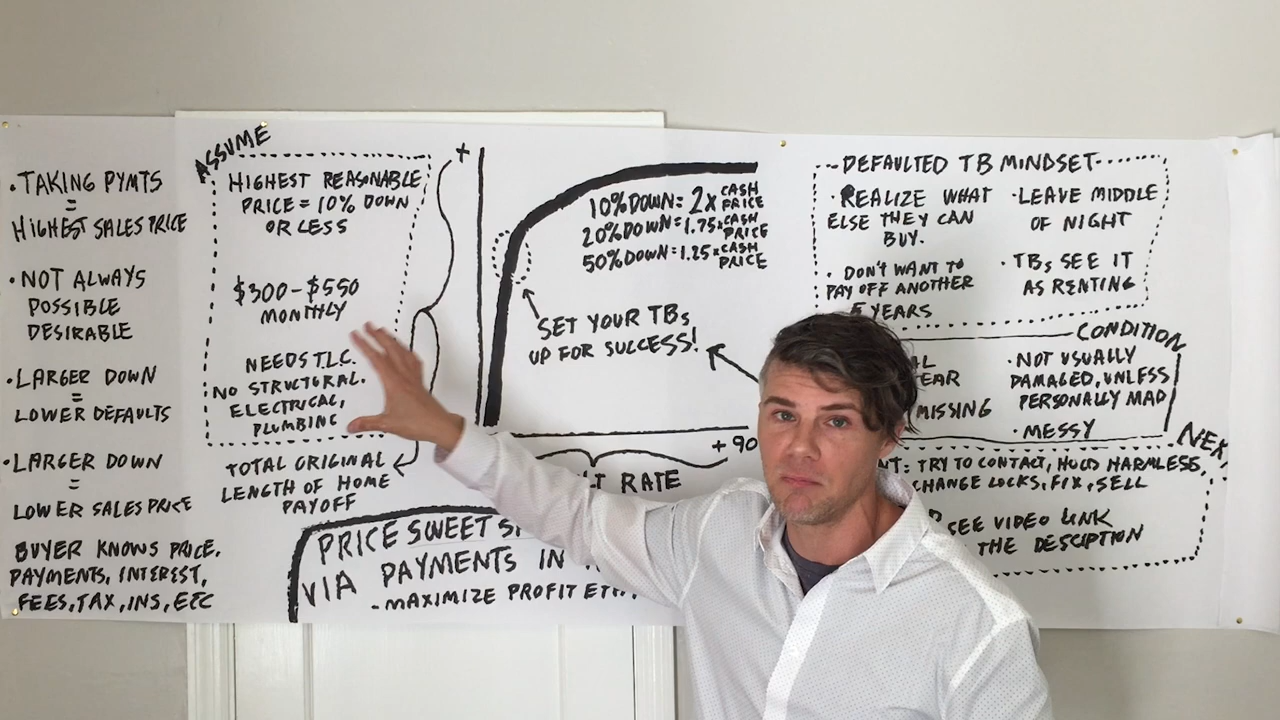 • TAKING PYMTS
=
HIGHEST SALES PRICE
• NOT ALWAYS
POSSIBLE
DESIRABLE
• LARGER DOWN
=
LOWER DEFAULTS
• LARGER DOWN
=
LOWER SALES PRICE
BUYER KNOWS PRICE,
PAYMENTS, INTEREST,
FEES, TAX, INS, ETC
ASSUME
HIGHEST REASONABLE
PRICE = 10% DOWN
OR LESS
$300-$550
MONTHLY
NEEDS T.L.C.
NO STRUCTURAL.
ELECTRICAL,
PLUMBING
TOTAL ORIGINAL
LENGTH OF HOME
PAYOFF
+
10% DOWN = 2X CASH PRICE
20% DOWN = 1.75X CASH PRICE
50% DOWN = 1.25X CASH PRICE
SET YOUR TBs
UP FOR SUCCESS!
+ 90
RATE
PRICE SWEET
VIA PAYMENTS IN
- MAXIMIZE PROFIT
DEFAULTED TB MINDSET
• REALIZE WHAT
ELSE THEY CAN
BUY.
• DON'T WANT TO
PAY OFF ANOTHER
YEARS
• LEAVE MIDDLE
OF NIGHT
• TBs SEE IT
AS RENTING
CONDITION
MISSING
• NOT USUALLY
DAMAGED, UNLESS
PERSONALLY MAD
• MESSY
TRY TO CONTACT, HOLD HARMLESS,
CHANGE LOCKS, FIX, SELL
SEE VIDEO LINK
THE DESCIPTION